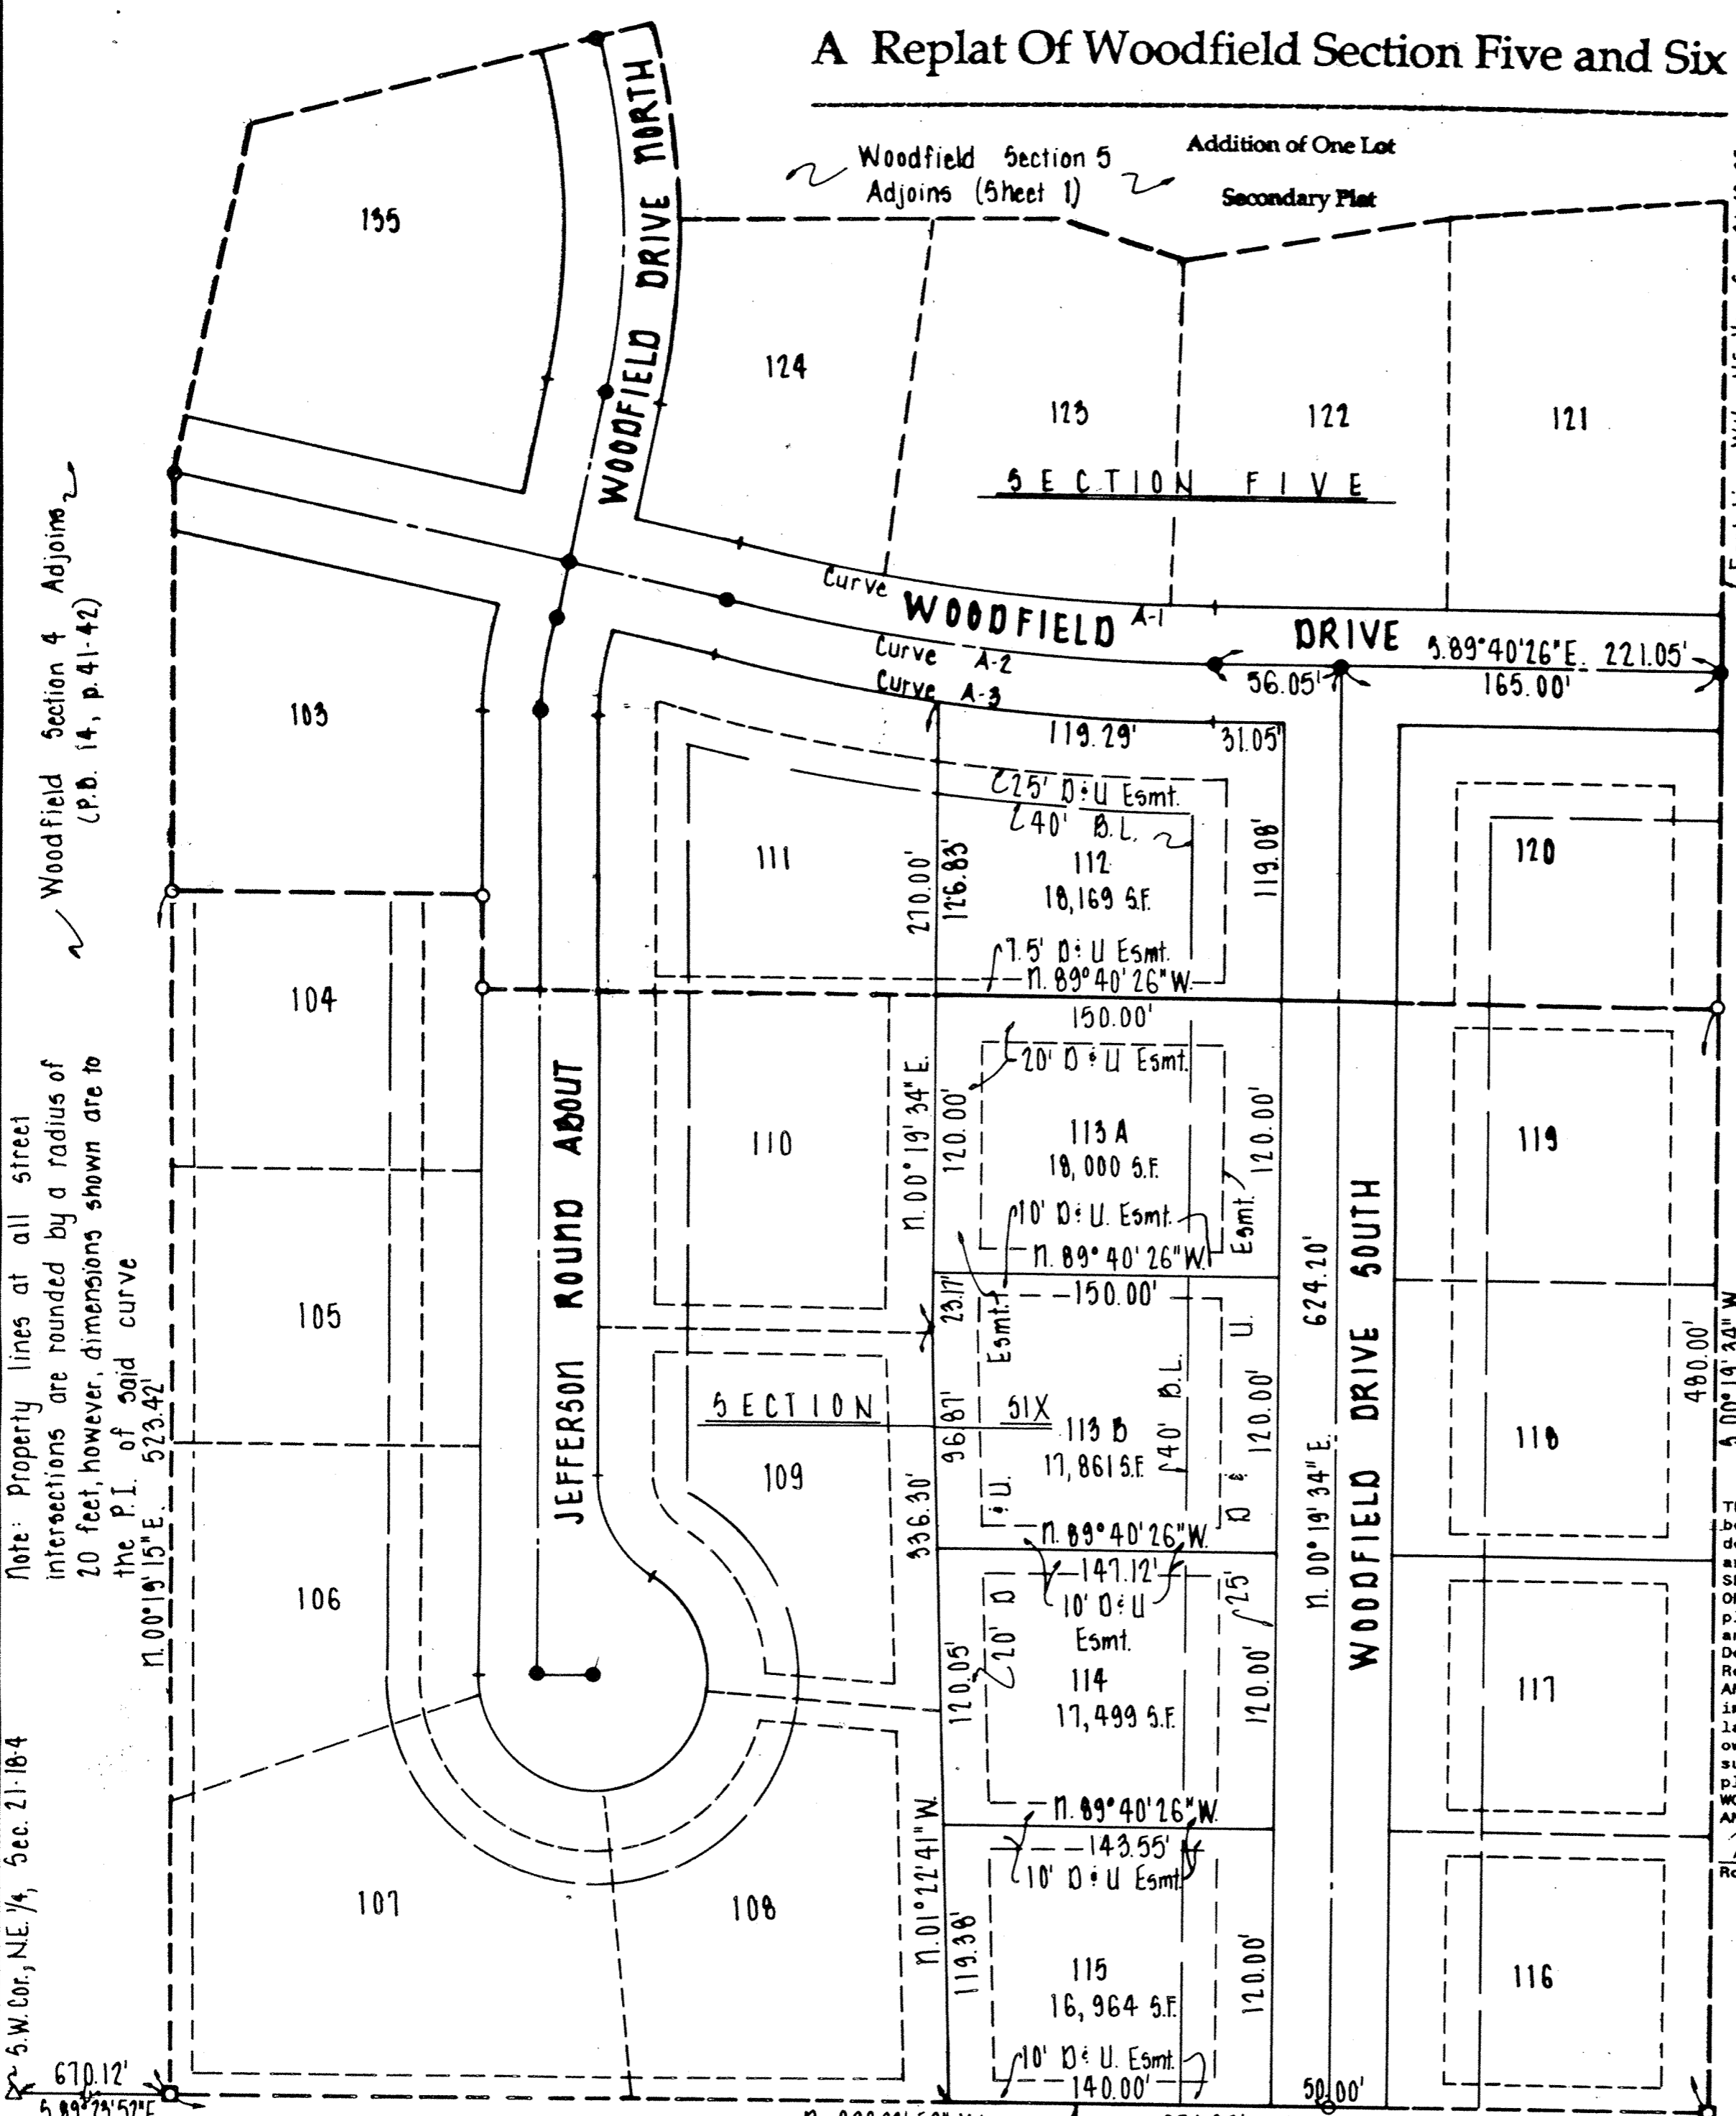 A Replat Of Woodfield Section Five and Six
Woodfield Section 5
Adjoins (Sheet 1)
Addition of One Lot
Secondary Plat
WOODFIELD DRIVE NORTH
135
124
123
122
121
SECTION FIVE
Woodfield Section 4 Adjoins
(P.B. 14, p.41-42)
Curve A-1
WOODFIELD DRIVE
Curve A-2
Curve A-3
S.89°40'26"E. 221.05'
56.05'
165.00'
103
119.29'
31.05'
25' D&U Esmt.
40' B.L.
111
270.00'
126.83'
112
18,169 S.F.
119.08'
120
7.5' D&U Esmt.
N. 89°40'26"W.
150.00'
104
20' D&U Esmt.
N.00°19'34"E.
120.00'
113 A
18,000 S.F.
120.00'
110
119
10' D&U. Esmt.
Esmt.
N. 89°40'26"W.
150.00'
JEFFERSON ROUND ABOUT
Note: Property lines at all street
intersections are rounded by a radius of
20 feet, however, dimensions shown are to
the P.I. of said curve
N.00°19'15"E. 523.42'
105
23.17'
Esmt.
SECTION SIX
96.87'
113 B
17,861 S.F.
40' B.L.
120.00'
D & U.
& U.
109
118
624.20'
N. 00°19'34"E.
WOODFIELD DRIVE SOUTH
480.00'
S.00°19'34"W
336.30'
N. 89°40'26"W.
147.12'
10' D&U
Esmt.
106
20' D
25'
120.05'
114
17,499 S.F.
120.00'
117
N. 89°40'26"W.
143.55'
10' D&U Esmt.
107
108
N.01°22'41"W.
119.38'
115
16,964 S.F.
120.00'
116
10' D&U. Esmt.
140.00'
50.00'
S.W. Cor., N.E. 1/4, Sec. 21-18-4
670.12'
S.89°23'52"E